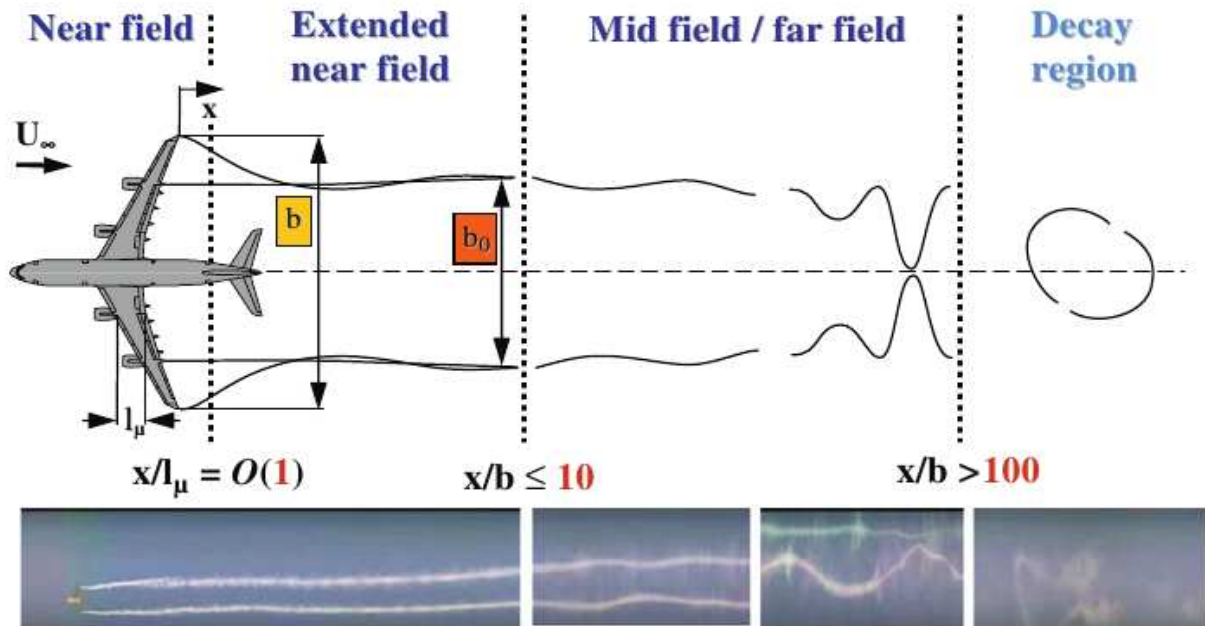 Near field
Extended
near field
Mid field / far field
Decay
region
x
U∞
b
b₀
lμ
x/lμ = O(1)
x/b ≤ 10
x/b >100